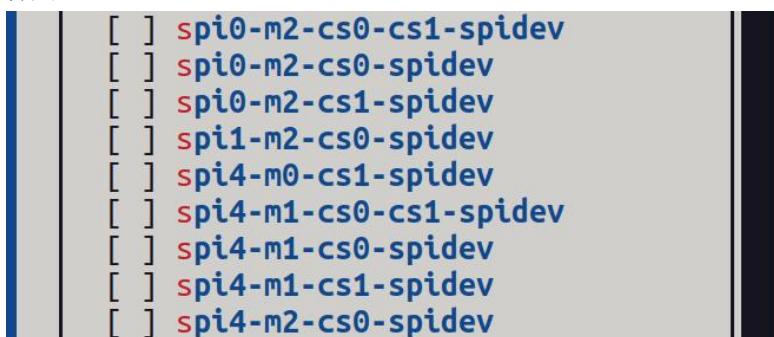 [ ] spi0-m2-cs0-cs1-spidev
[ ] spi0-m2-cs0-spidev
[ ] spi0-m2-cs1-spidev
[ ] spi1-m2-cs0-spidev
[ ] spi4-m0-cs1-spidev
[ ] spi4-m1-cs0-cs1-spidev
[ ] spi4-m1-cs0-spidev
[ ] spi4-m1-cs1-spidev
[ ] spi4-m2-cs0-spidev